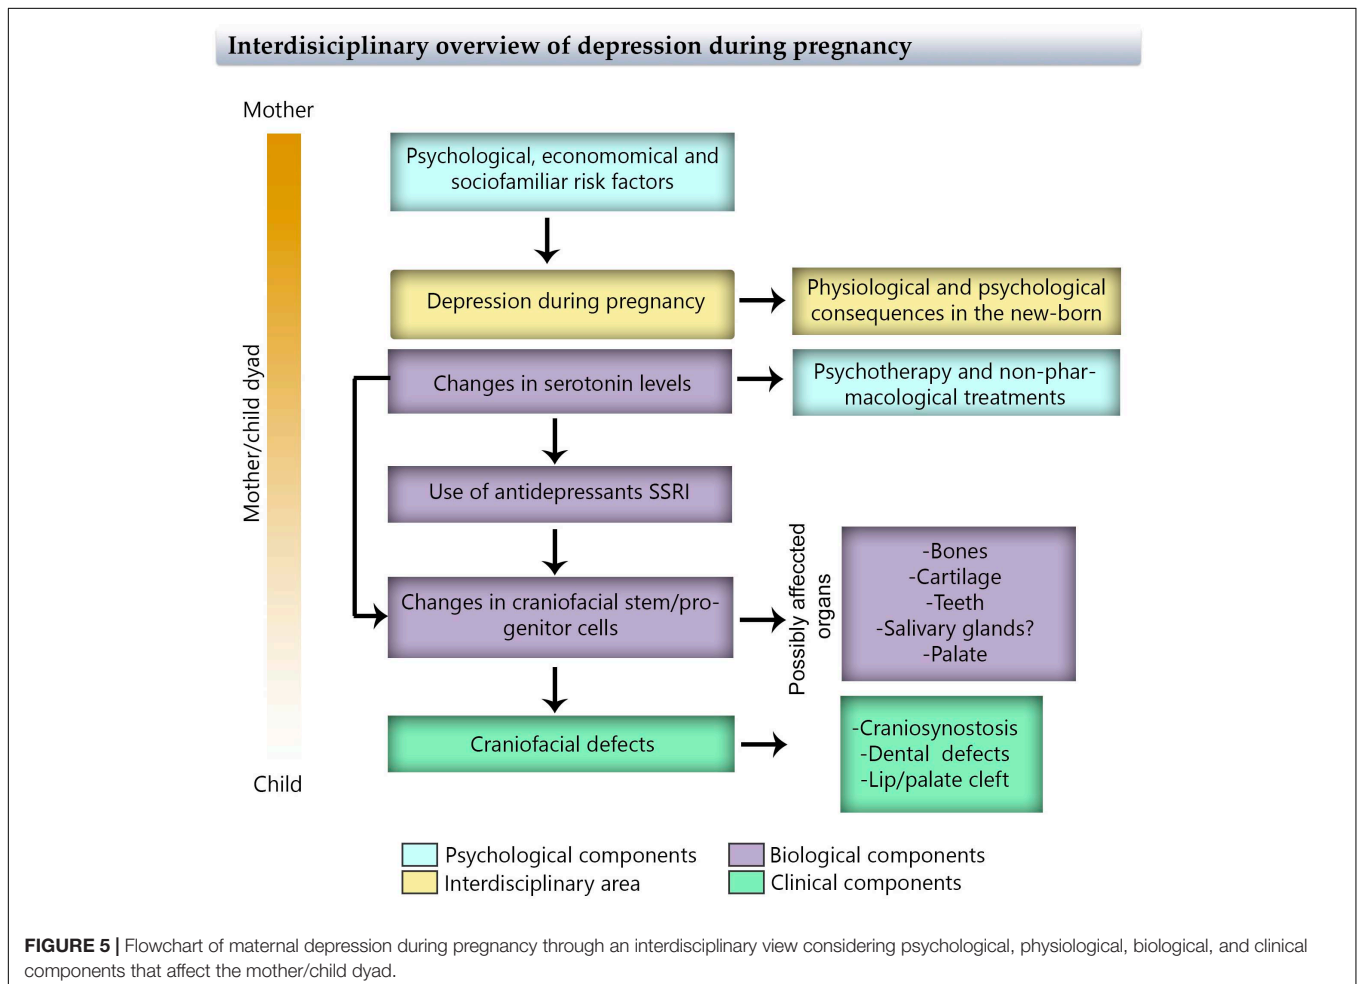 Interdisiciplinary overview of depression during pregnancy
Mother
Mother/child dyad
Child
Psychological, econonomical and
sociofamiliar risk factors
Depression during pregnancy
Physiological and psychological
consequences in the new-born
Changes in serotonin levels
Psychotherapy and non-phar-
macological treatments
Use of antidepressants SSRI
Changes in craniofacial stem/pro-
genitor cells
Possibly affeccted
organs
-Bones
-Cartilage
-Teeth
-Salivary glands?
-Palate
Craniofacial defects
-Craniosynostosis
-Dental defects
-Lip/palate cleft
Psychological components
Biological components
Interdisciplinary area
Clinical components
FIGURE 5 | Flowchart of maternal depression during pregnancy through an interdisciplinary view considering psychological, physiological, biological, and clinical
components that affect the mother/child dyad.